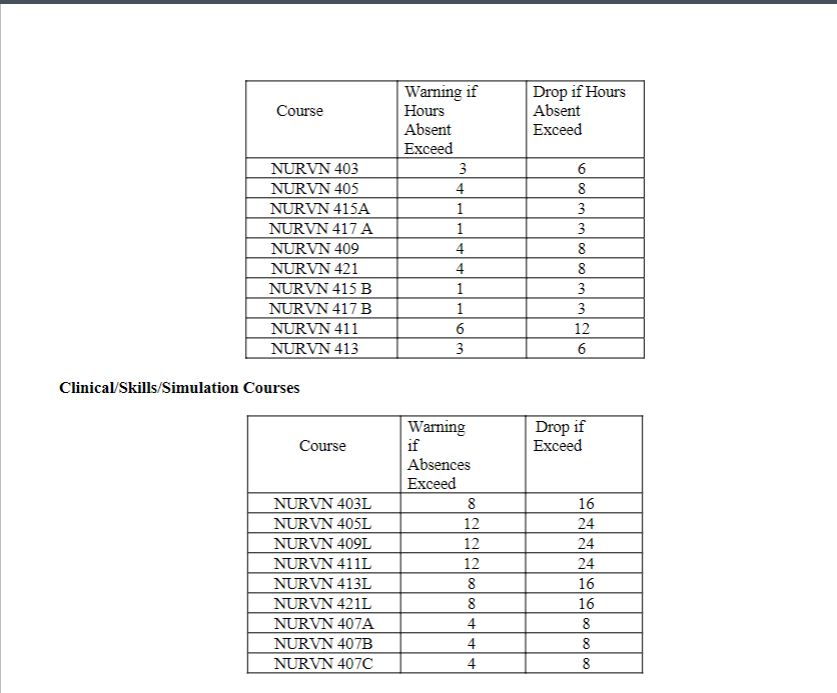 Course Warning if Hours Absent Exceed Drop if Hours Absent Exceed
NURVN 403 3 6
NURVN 405 4 8
NURVN 415A 1 3
NURVN 417 A 1 3
NURVN 409 4 8
NURVN 421 4 8
NURVN 415 B 1 3
NURVN 417 B 1 3
NURVN 411 6 12
NURVN 413 3 6
Clinical/Skills/Simulation Courses
Course Warning if Absences Exceed Drop if Exceed
NURVN 403L 8 16
NURVN 405L 12 24
NURVN 409L 12 24
NURVN 411L 12 24
NURVN 413L 8 16
NURVN 421L 8 16
NURVN 407A 4 8
NURVN 407B 4 8
NURVN 407C 4 8